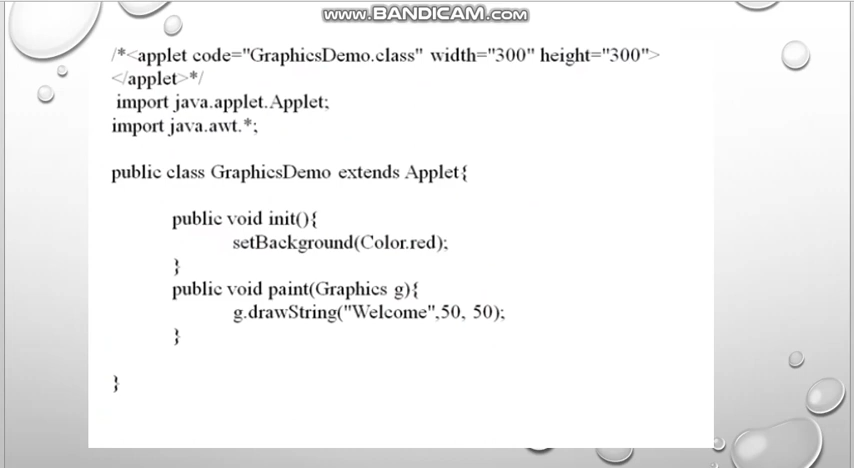 www.BANDICAM.com
/*<applet code="GraphicsDemo.class" width="300" height="300">
</applet>*/
import java.applet.Applet;
import java.awt.*;
public class GraphicsDemo extends Applet{
public void init(){
setBackground(Color.red);
}
public void paint(Graphics g){
g.drawString("Welcome",50, 50);
}
}